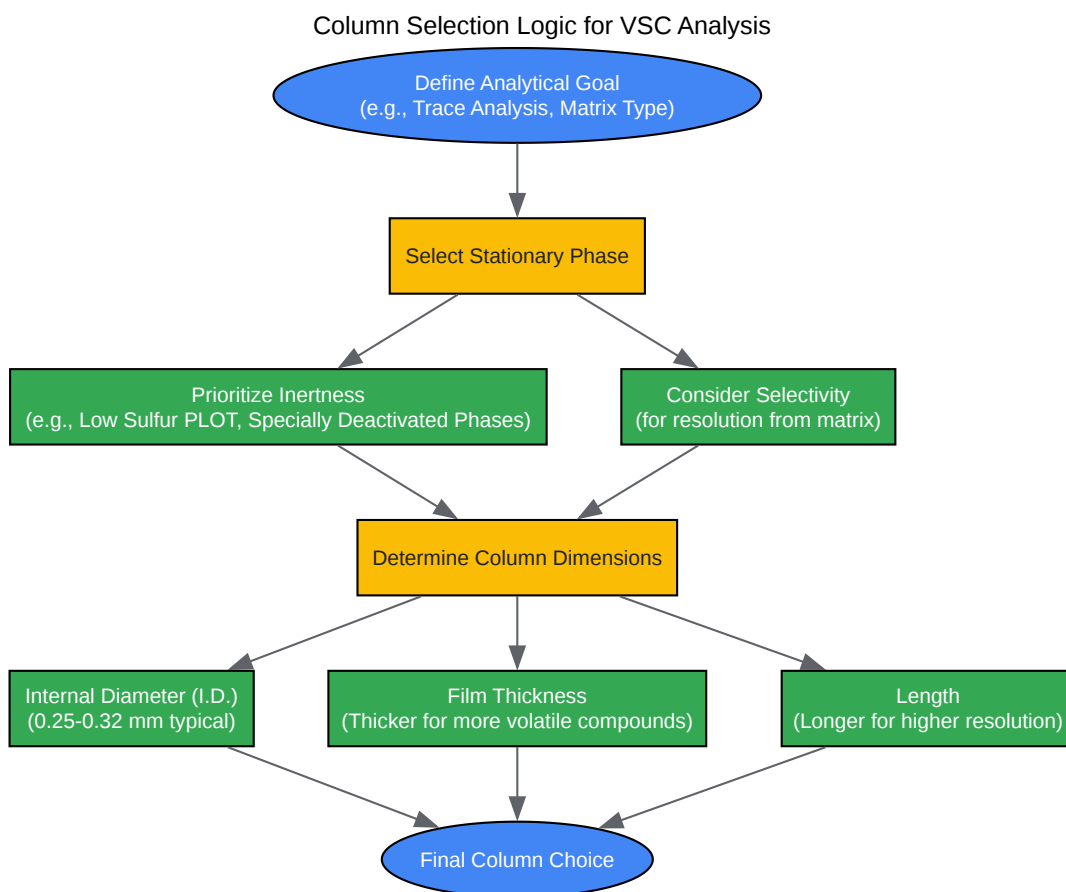 Column Selection Logic for VSC Analysis
Define Analytical Goal
(e.g., Trace Analysis, Matrix Type)
Select Stationary Phase
Prioritize Inertness
(e.g., Low Sulfur PLOT, Specially Deactivated Phases)
Consider Selectivity
(for resolution from matrix)
Determine Column Dimensions
Internal Diameter (I.D.)
(0.25-0.32 mm typical)
Film Thickness
(Thicker for more volatile compounds)
Length
(Longer for higher resolution)
Final Column Choice